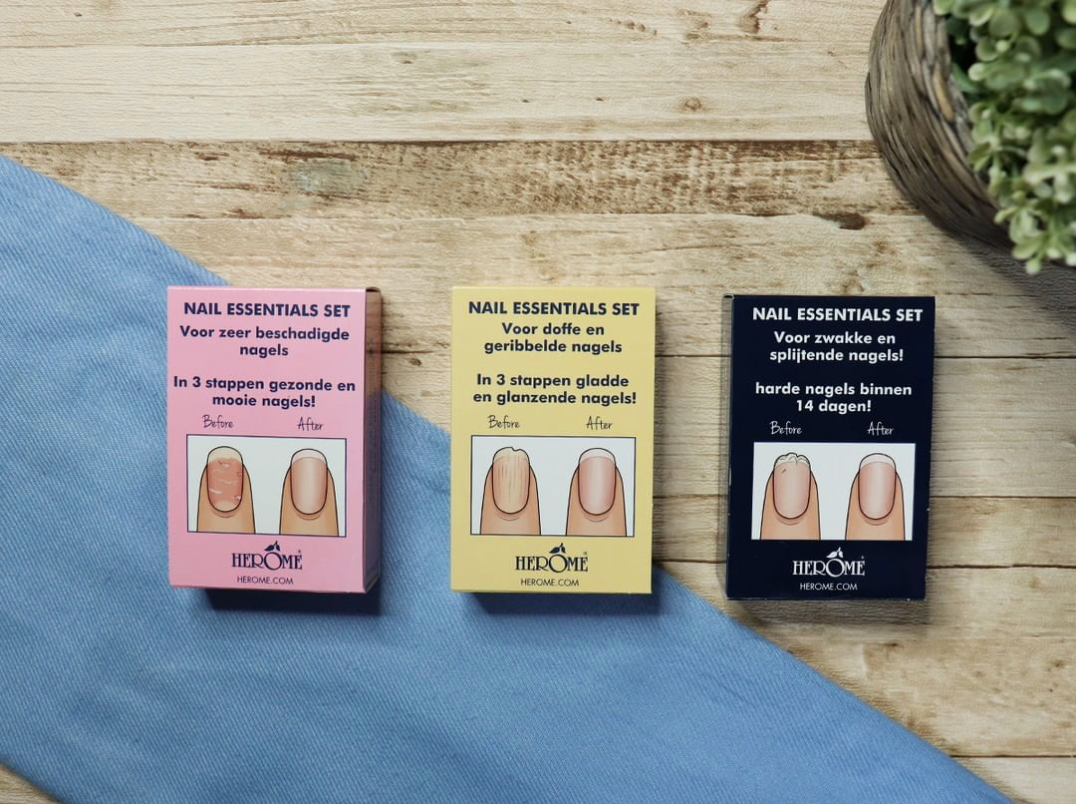 NAIL ESSENTIALS SET
Voor zeer beschadigde
nagels
In 3 stappen gezonde en
mooie nagels!
Before After
HERÔME
HEROME.COM
NAIL ESSENTIALS SET
Voor doffe en
geribbelde nagels
In 3 stappen gladde
en glanzende nagels!
Before After
HERÔME
HEROME.COM
NAIL ESSENTIALS SET
Voor zwakke en
splijtende nagels!
harde nagels binnen
14 dagen!
Before After
HERÔME
HEROME.COM